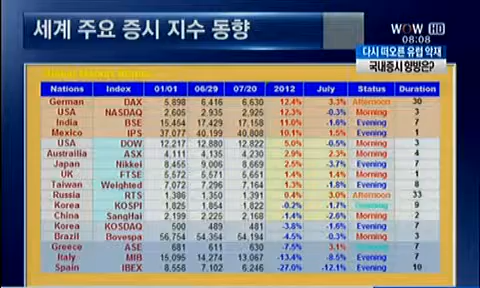 세계 주요 증시 지수 동향
WOW HD
08:08
다시 떠오른 유럽 악재
국내증시 향방은?
Nations Index 01/01 06/29 07/20 2012 July Status Duration
German DAX 5,898 6,416 6,630 12.4% 3.3% Afternoon 30
USA NASDAQ 2,605 2,935 2,925 12.3% -0.3% Morning 3
India BSE 15,454 17,429 17,158 11.0% -1.6% Evening 7
Mexico IPS 37,077 40,199 40,808 10.1% 1.5% Morning 1
USA DOW 12,217 12,880 12,822 5.0% -0.5% Morning 3
Austrailia ASX 4,111 4,135 4,230 2.9% 2.3% Morning 4
Japan Nikkei 8,455 9,006 8,669 2.5% -3.7% Evening 7
UK FTSE 5,572 5,571 5,651 1.4% 1.4% Morning 1
Taiwan Weighted 7,072 7,296 7,164 1.3% -1.8% Evening 8
Russia RTS 1,386 1,350 1,391 0.4% 3.0% Afternoon 33
Korea KOSPI 1,825 1,854 1,822 -0.2% -1.7% Evening 9
China SangHai 2,199 2,225 2,168 -1.4% -2.6% Morning
Korea KOSDAQ 500 489 481 -3.8% -1.6% Evening 7
Brazil Bovespa 56,754 54,354 54,194 -4.5% -0.3% Morning
Greece ASE 681 611 630 -7.5% 3.1% Morning 7
Italy MIB 15,095 14,274 13,067 -13.4% -8.5% Evening 7
Spain IBEX 8,556 7,102 6,246 -27.0% -12.1% Evening 10